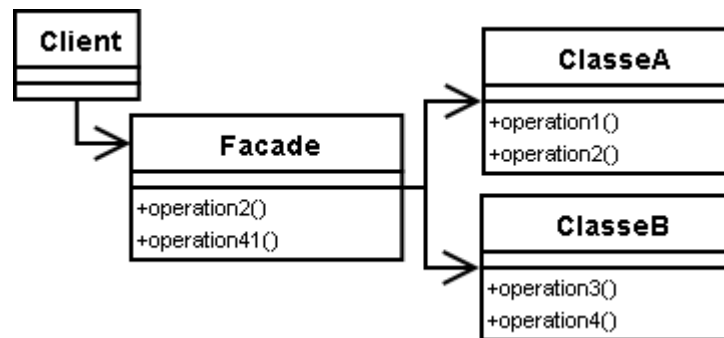 Client
Facade
+operation2()
+operation41()
ClasseA
+operation1()
+operation2()
ClasseB
+operation3()
+operation4()